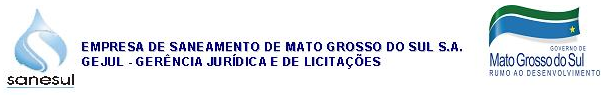 sanesul
EMPRESA DE SANEAMENTO DE MATO GROSSO DO SUL S.A.
GEJUL - GERÊNCIA JURÍDICA E DE LICITAÇÕES
GOVERNO DE
Mato Grosso do Sul
RUMO AO DESENVOLVIMENTO